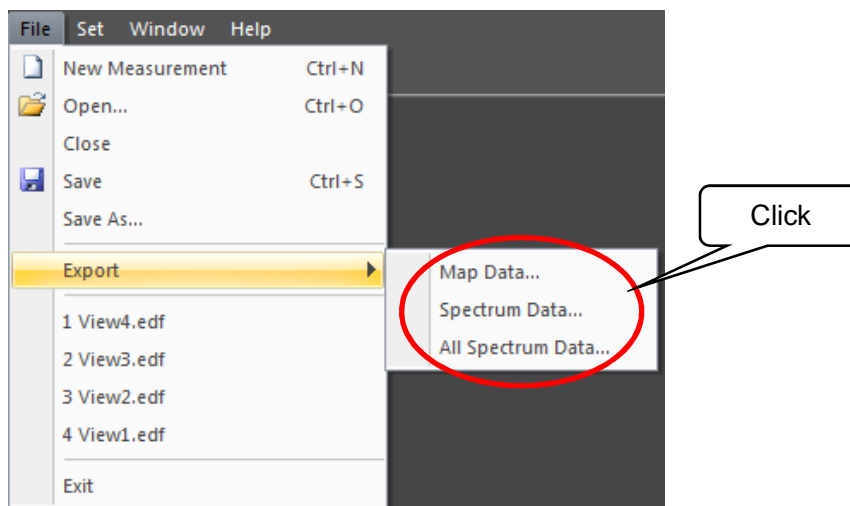 File Set Window Help
New Measurement Ctrl+N
Open... Ctrl+O
Close
Save Ctrl+S
Save As...
Export
Map Data...
Spectrum Data...
All Spectrum Data...
Click
1 View4.edf
2 View3.edf
3 View2.edf
4 View1.edf
Exit